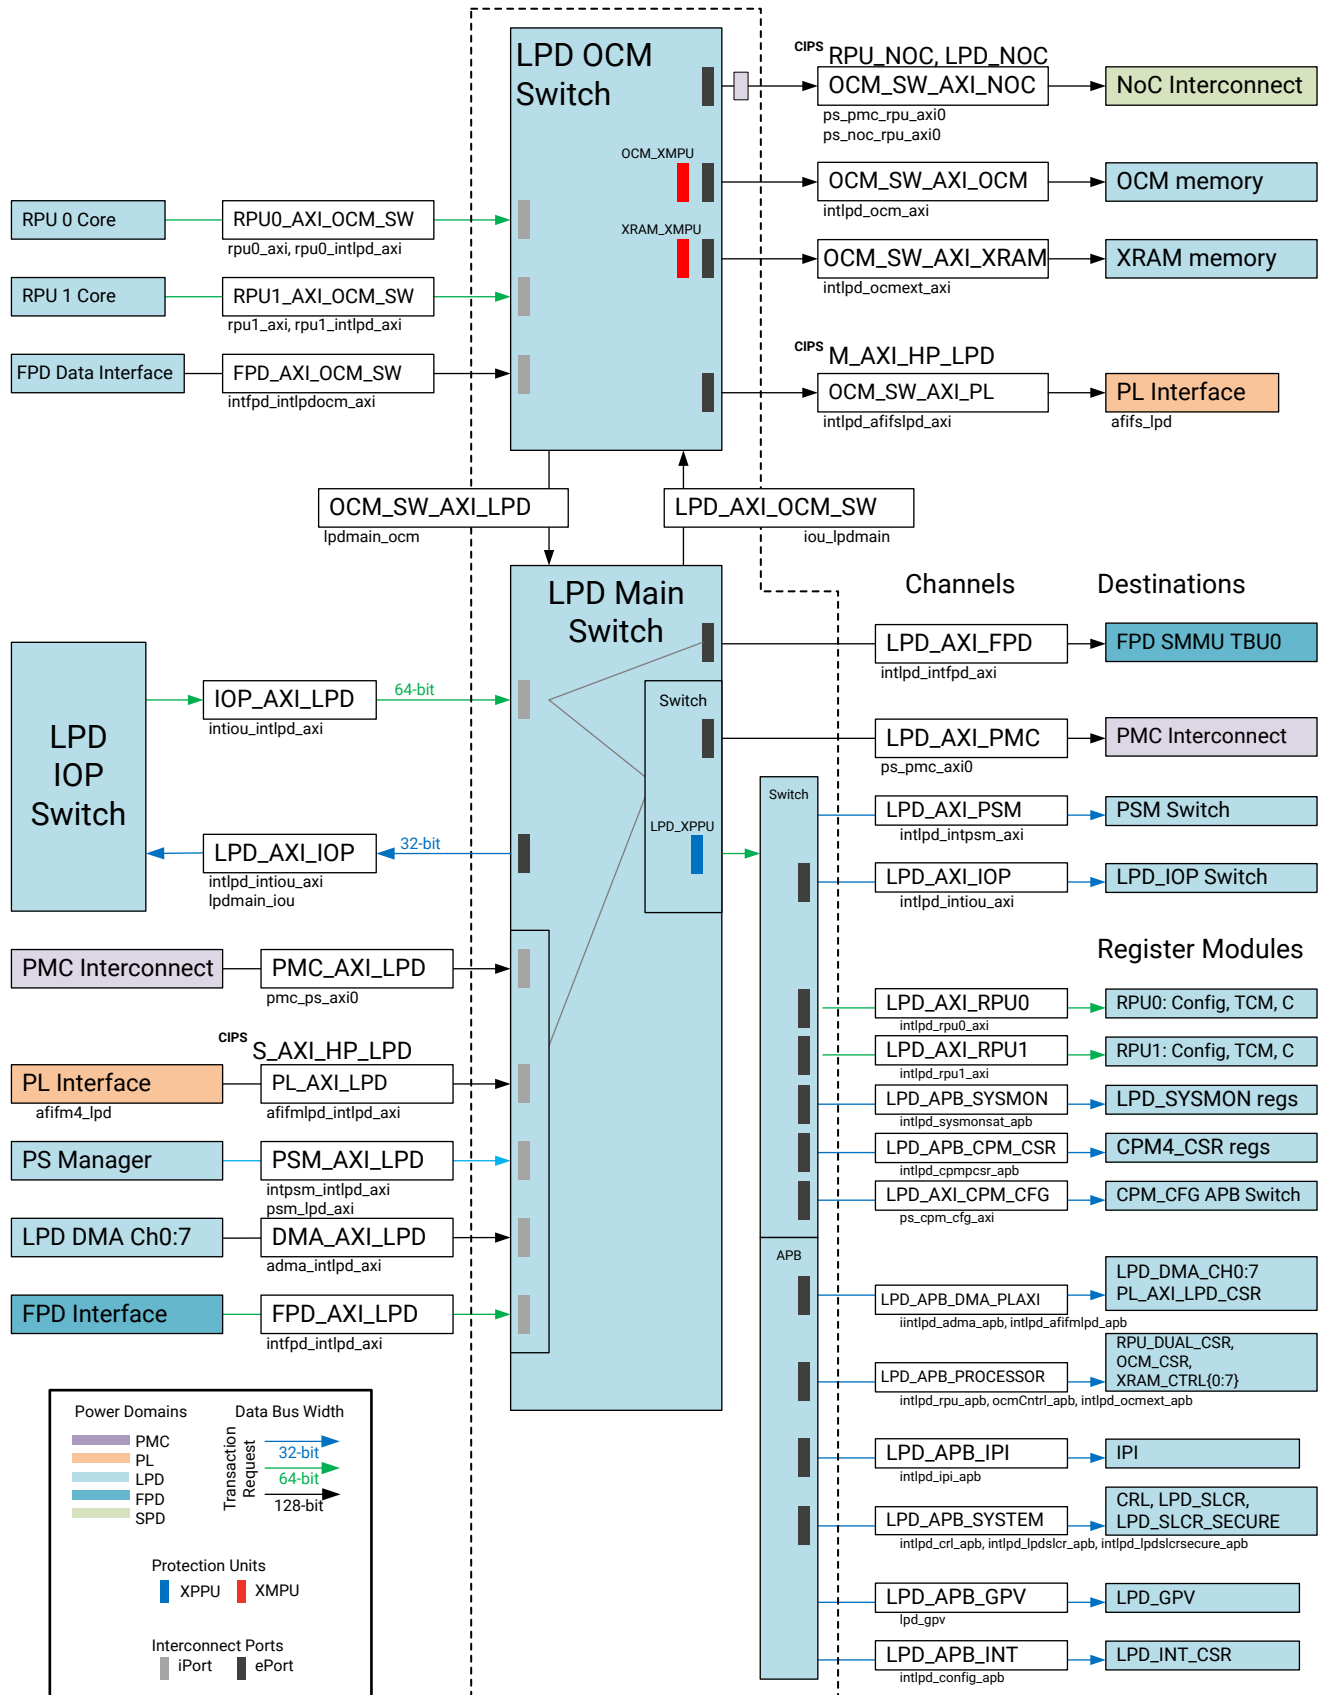 LPD OCM
Switch
CIPS RPU_NOC, LPD_NOC
OCM_SW_AXI_NOC
NoC Interconnect
ps_pmc_rpu_axi0
ps_noc_rpu_axi0
OCM_XMPU
OCM_SW_AXI_OCM
OCM memory
intlpd_ocm_axi
RPU 0 Core
RPU0_AXI_OCM_SW
rpu0_axi, rpu0_intlpd_axi
XRAM_XMPU
OCM_SW_AXI_XRAM
XRAM memory
intlpd_ocmext_axi
RPU 1 Core
RPU1_AXI_OCM_SW
rpu1_axi, rpu1_intlpd_axi
CIPS M_AXI_HP_LPD
FPD Data Interface
FPD_AXI_OCM_SW
intfpd_intlpdocm_axi
OCM_SW_AXI_PL
PL Interface
intlpd_afifslpd_axi
afifs_lpd
OCM_SW_AXI_LPD
lpdmain_ocm
LPD_AXI_OCM_SW
iou_lpdmain
LPD Main
Switch
Channels
Destinations
LPD_AXI_FPD
FPD SMMU TBU0
intlpd_intfpd_axi
LPD
IOP
Switch
IOP_AXI_LPD
64-bit
intiou_intlpd_axi
Switch
LPD_AXI_PMC
PMC Interconnect
ps_pmc_axi0
Switch
LPD_AXI_PSM
PSM Switch
intlpd_intpsm_axi
LPD_XPPU
LPD_AXI_IOP
32-bit
intlpd_intiou_axi
lpdmain_iou
LPD_AXI_IOP
LPD_IOP Switch
intlpd_intiou_axi
Register Modules
PMC Interconnect
PMC_AXI_LPD
pmc_ps_axi0
LPD_AXI_RPU0
RPU0: Config, TCM, C
intlpd_rpu0_axi
CIPS S_AXI_HP_LPD
LPD_AXI_RPU1
RPU1: Config, TCM, C
intlpd_rpu1_axi
PL Interface
PL_AXI_LPD
afifm4_lpd
afifmlpd_intlpd_axi
LPD_APB_SYSMON
LPD_SYSMON regs
intlpd_sysmonsat_apb
PS Manager
PSM_AXI_LPD
intpsm_intlpd_axi
psm_lpd_axi
LPD_APB_CPM_CSR
CPM4_CSR regs
intlpd_cpmpcsr_apb
LPD_AXI_CPM_CFG
CPM_CFG APB Switch
ps_cpm_cfg_axi
LPD DMA Ch0:7
DMA_AXI_LPD
adma_intlpd_axi
APB
FPD Interface
FPD_AXI_LPD
intfpd_intlpd_axi
LPD_APB_DMA_PLAXI
LPD_DMA_CH0:7
PL_AXI_LPD_CSR
iintlpd_adma_apb, intlpd_afifmlpd_apb
LPD_APB_PROCESSOR
RPU_DUAL_CSR,
OCM_CSR,
XRAM_CTRL{0:7}
intlpd_rpu_apb, ocmCntrl_apb, intlpd_ocmext_apb
LPD_APB_IPI
IPI
intlpd_ipi_apb
LPD_APB_SYSTEM
CRL, LPD_SLCR,
LPD_SLCR_SECURE
intlpd_crl_apb, intlpd_lpdslcr_apb, intlpd_lpdslcrsecure_apb
LPD_APB_GPV
LPD_GPV
lpd_gpv
LPD_APB_INT
LPD_INT_CSR
intlpd_config_apb
Power Domains
PMC
PL
LPD
FPD
SPD
Data Bus Width
Transaction
Request
32-bit
64-bit
128-bit
Protection Units
XPPU
XMPU
Interconnect Ports
iPort
ePort